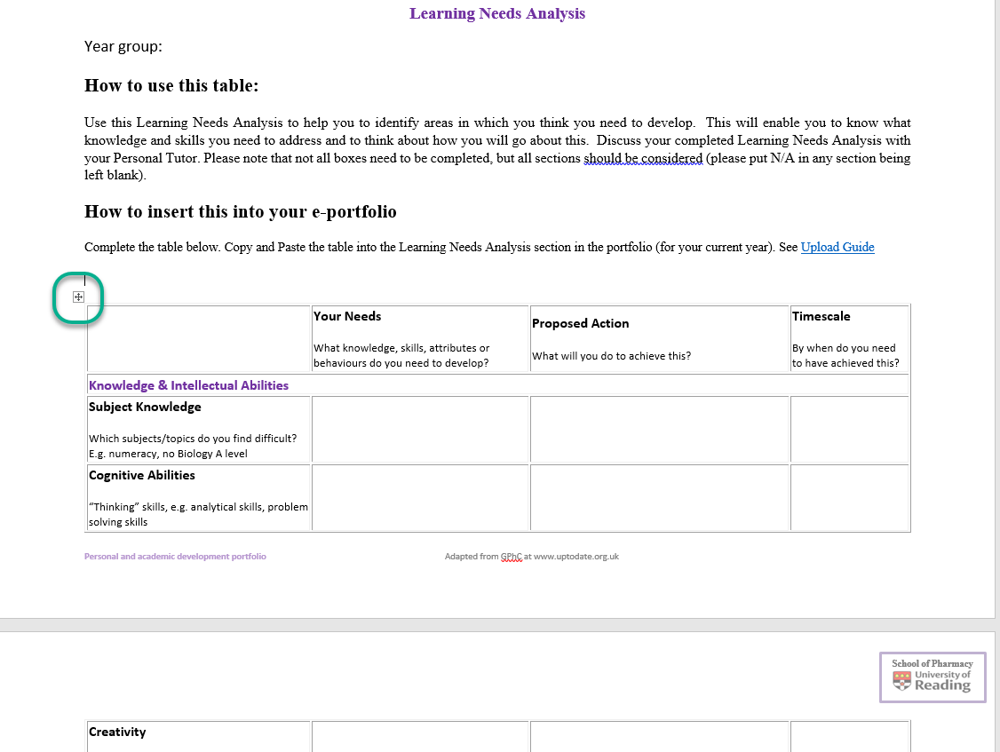 Learning Needs Analysis
Year group:
How to use this table:
Use this Learning Needs Analysis to help you to identify areas in which you think you need to develop.  This will enable you to know what
knowledge and skills you need to address and to think about how you will go about this.  Discuss your completed Learning Needs Analysis with
your Personal Tutor. Please note that not all boxes need to be completed, but all sections should be considered (please put N/A in any section being
left blank).
How to insert this into your e-portfolio
Complete the table below. Copy and Paste the table into the Learning Needs Analysis section in the portfolio (for your current year). See Upload Guide
Your Needs
What knowledge, skills, attributes or
behaviours do you need to develop?
Proposed Action
What will you do to achieve this?
Timescale
By when do you need
to have achieved this?
Knowledge & Intellectual Abilities
Subject Knowledge
Which subjects/topics do you find difficult?
E.g. numeracy, no Biology A level
Cognitive Abilities
“Thinking” skills, e.g. analytical skills, problem
solving skills
Personal and academic development portfolio
Adapted from GPhC at www.uptodate.org.uk
School of Pharmacy
University of
Reading
Creativity